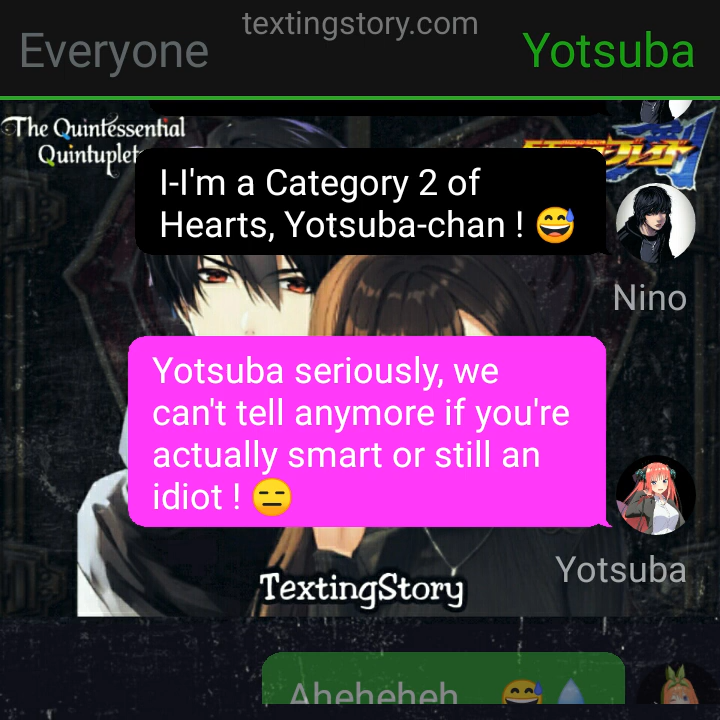 textingstory.com
Everyone
Yotsuba
The Quintessential
Quintuplet
I-I'm a Category 2 of
Hearts, Yotsuba-chan ! 😅
Nino
Yotsuba seriously, we
can't tell anymore if you're
actually smart or still an
idiot ! 😑
Yotsuba
TextingStory
Aheheheh 😅💧